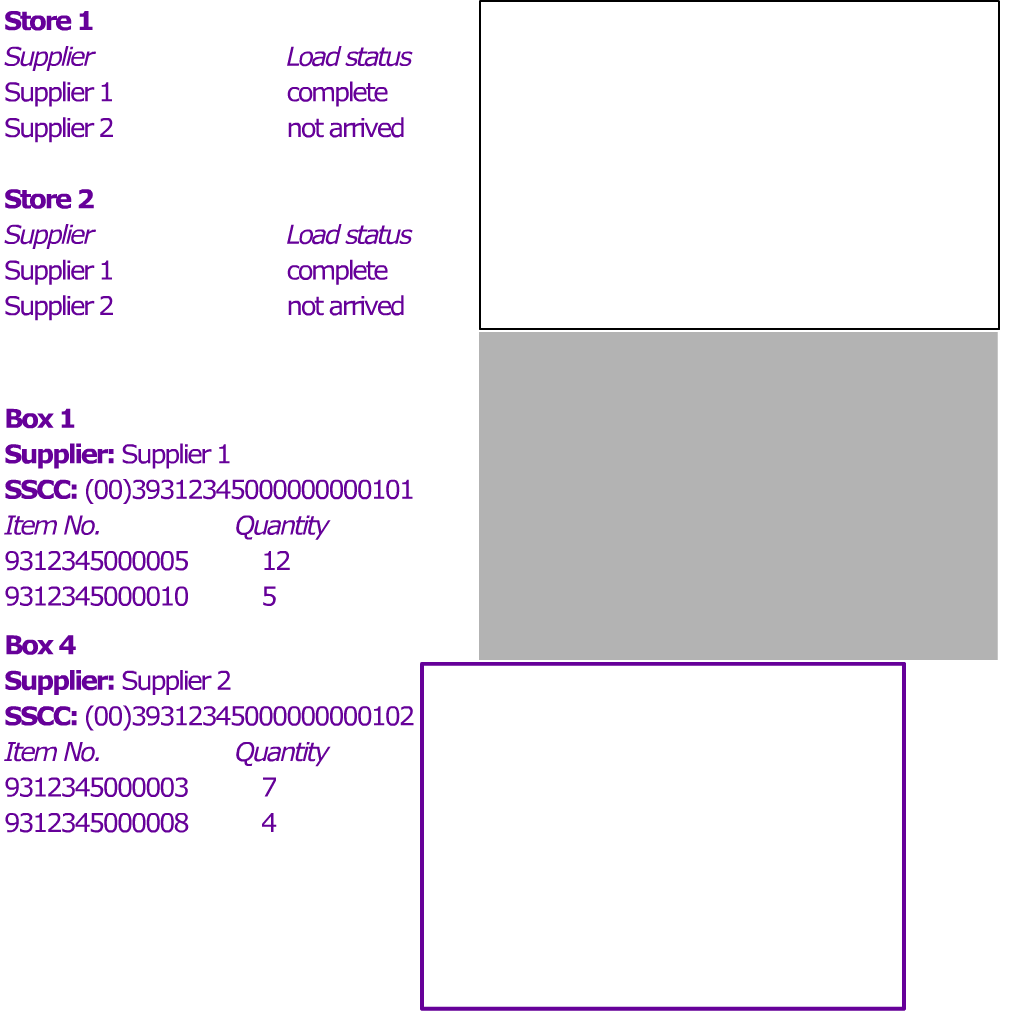 Store 1
Supplier Load status
Supplier 1 complete
Supplier 2 not arrived
Store 2
Supplier Load status
Supplier 1 complete
Supplier 2 not arrived
Box 1
Supplier: Supplier 1
SSCC: (00)39312345000000000101
Item No. Quantity
9312345000005 12
9312345000010 5
Box 4
Supplier: Supplier 2
SSCC: (00)39312345000000000102
Item No. Quantity
9312345000003 7
9312345000008 4